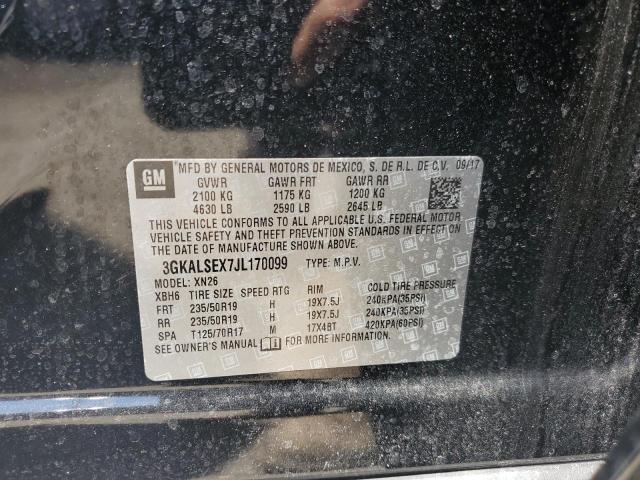 GM
MFD BY GENERAL MOTORS DE MEXICO, S. DE R.L. DE C.V. 09/17
GVWR GAWR FRT GAWR RR
2100 KG 1175 KG 1200 KG
4630 LB 2590 LB 2645 LB
THIS VEHICLE CONFORMS TO ALL APPLICABLE U.S. FEDERAL MOTOR
VEHICLE SAFETY AND THEFT PREVENTION STANDARDS IN EFFECT ON
THE DATE OF MANUFACTURE SHOWN ABOVE.
3GKALSEX7JL170099 TYPE: M.P.V.
MODEL: XN26
XBH6 TIRE SIZE SPEED RTG RIM COLD TIRE PRESSURE
FRT 235/50R19 H 19X7.5J 240KPA(35PSI)
RR 235/50R19 H 19X7.5J 240KPA(35PSI)
SPA T125/70R17 M 17X4BT 420KPA(60PSI)
SEE OWNER'S MANUAL FOR MORE INFORMATION.